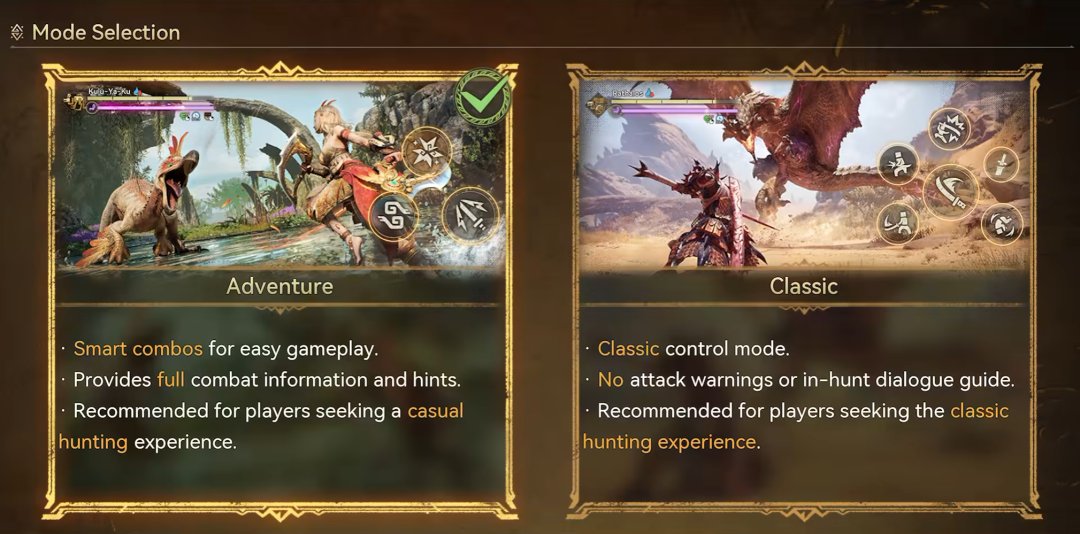 Mode Selection
Kulu-Ya-Ku
Rathalos
Adventure
Classic
· Smart combos for easy gameplay.
· Provides full combat information and hints.
· Recommended for players seeking a casual
hunting experience.
· Classic control mode.
· No attack warnings or in-hunt dialogue guide.
· Recommended for players seeking the classic
hunting experience.